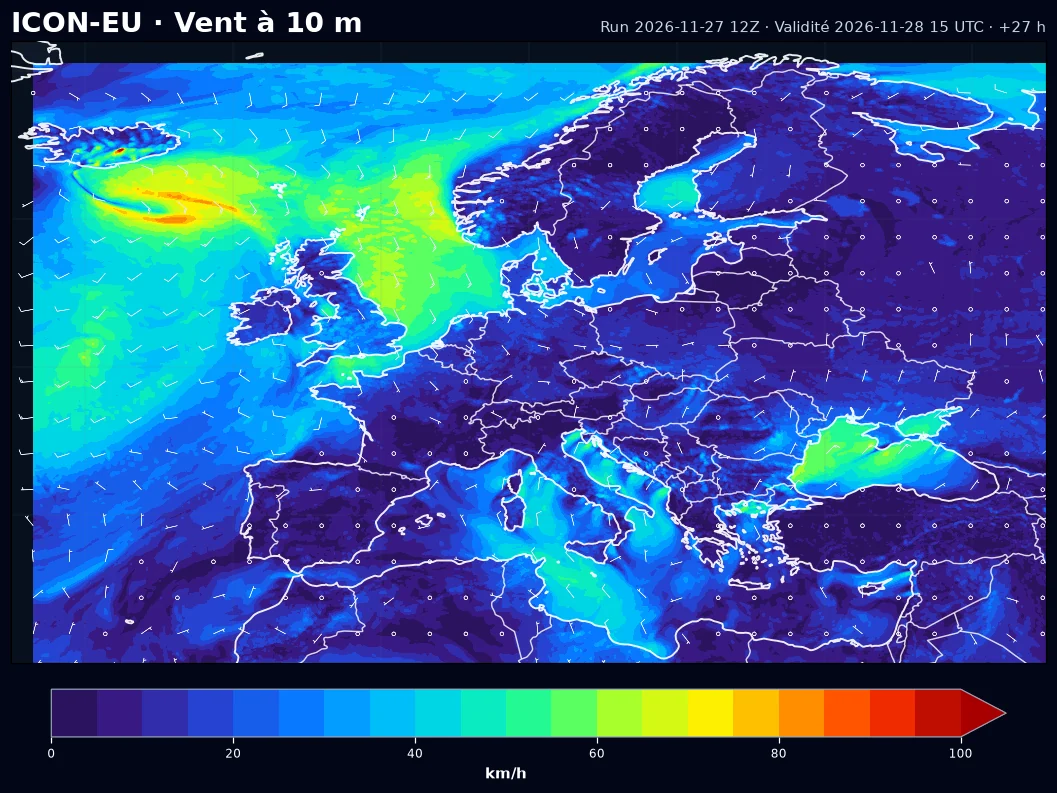 ICON-EU · Vent à 10 m
Run 2026-11-27 12Z · Validité 2026-11-28 15 UTC · +27 h
0 20 40 60 80 100
km/h